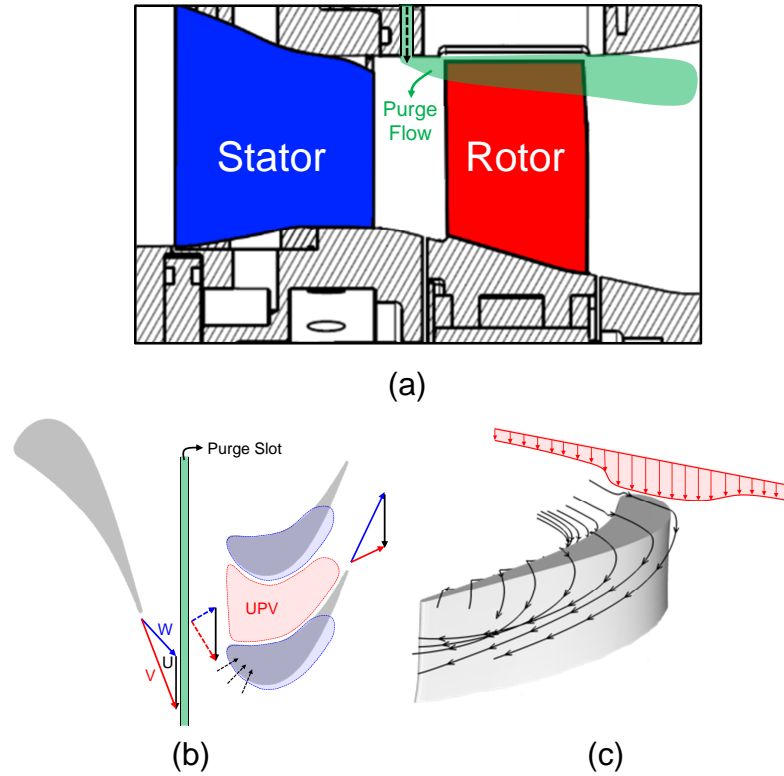 Purge
Flow
Stator
Rotor
(a)
Purge Slot
UPV
W
U
V
(b)
(c)